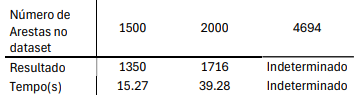 Número de
Arestas no
dataset
1500 2000 4694
Resultado 1350 1716 Indeterminado
Tempo(s) 15.27 39.28 Indeterminado